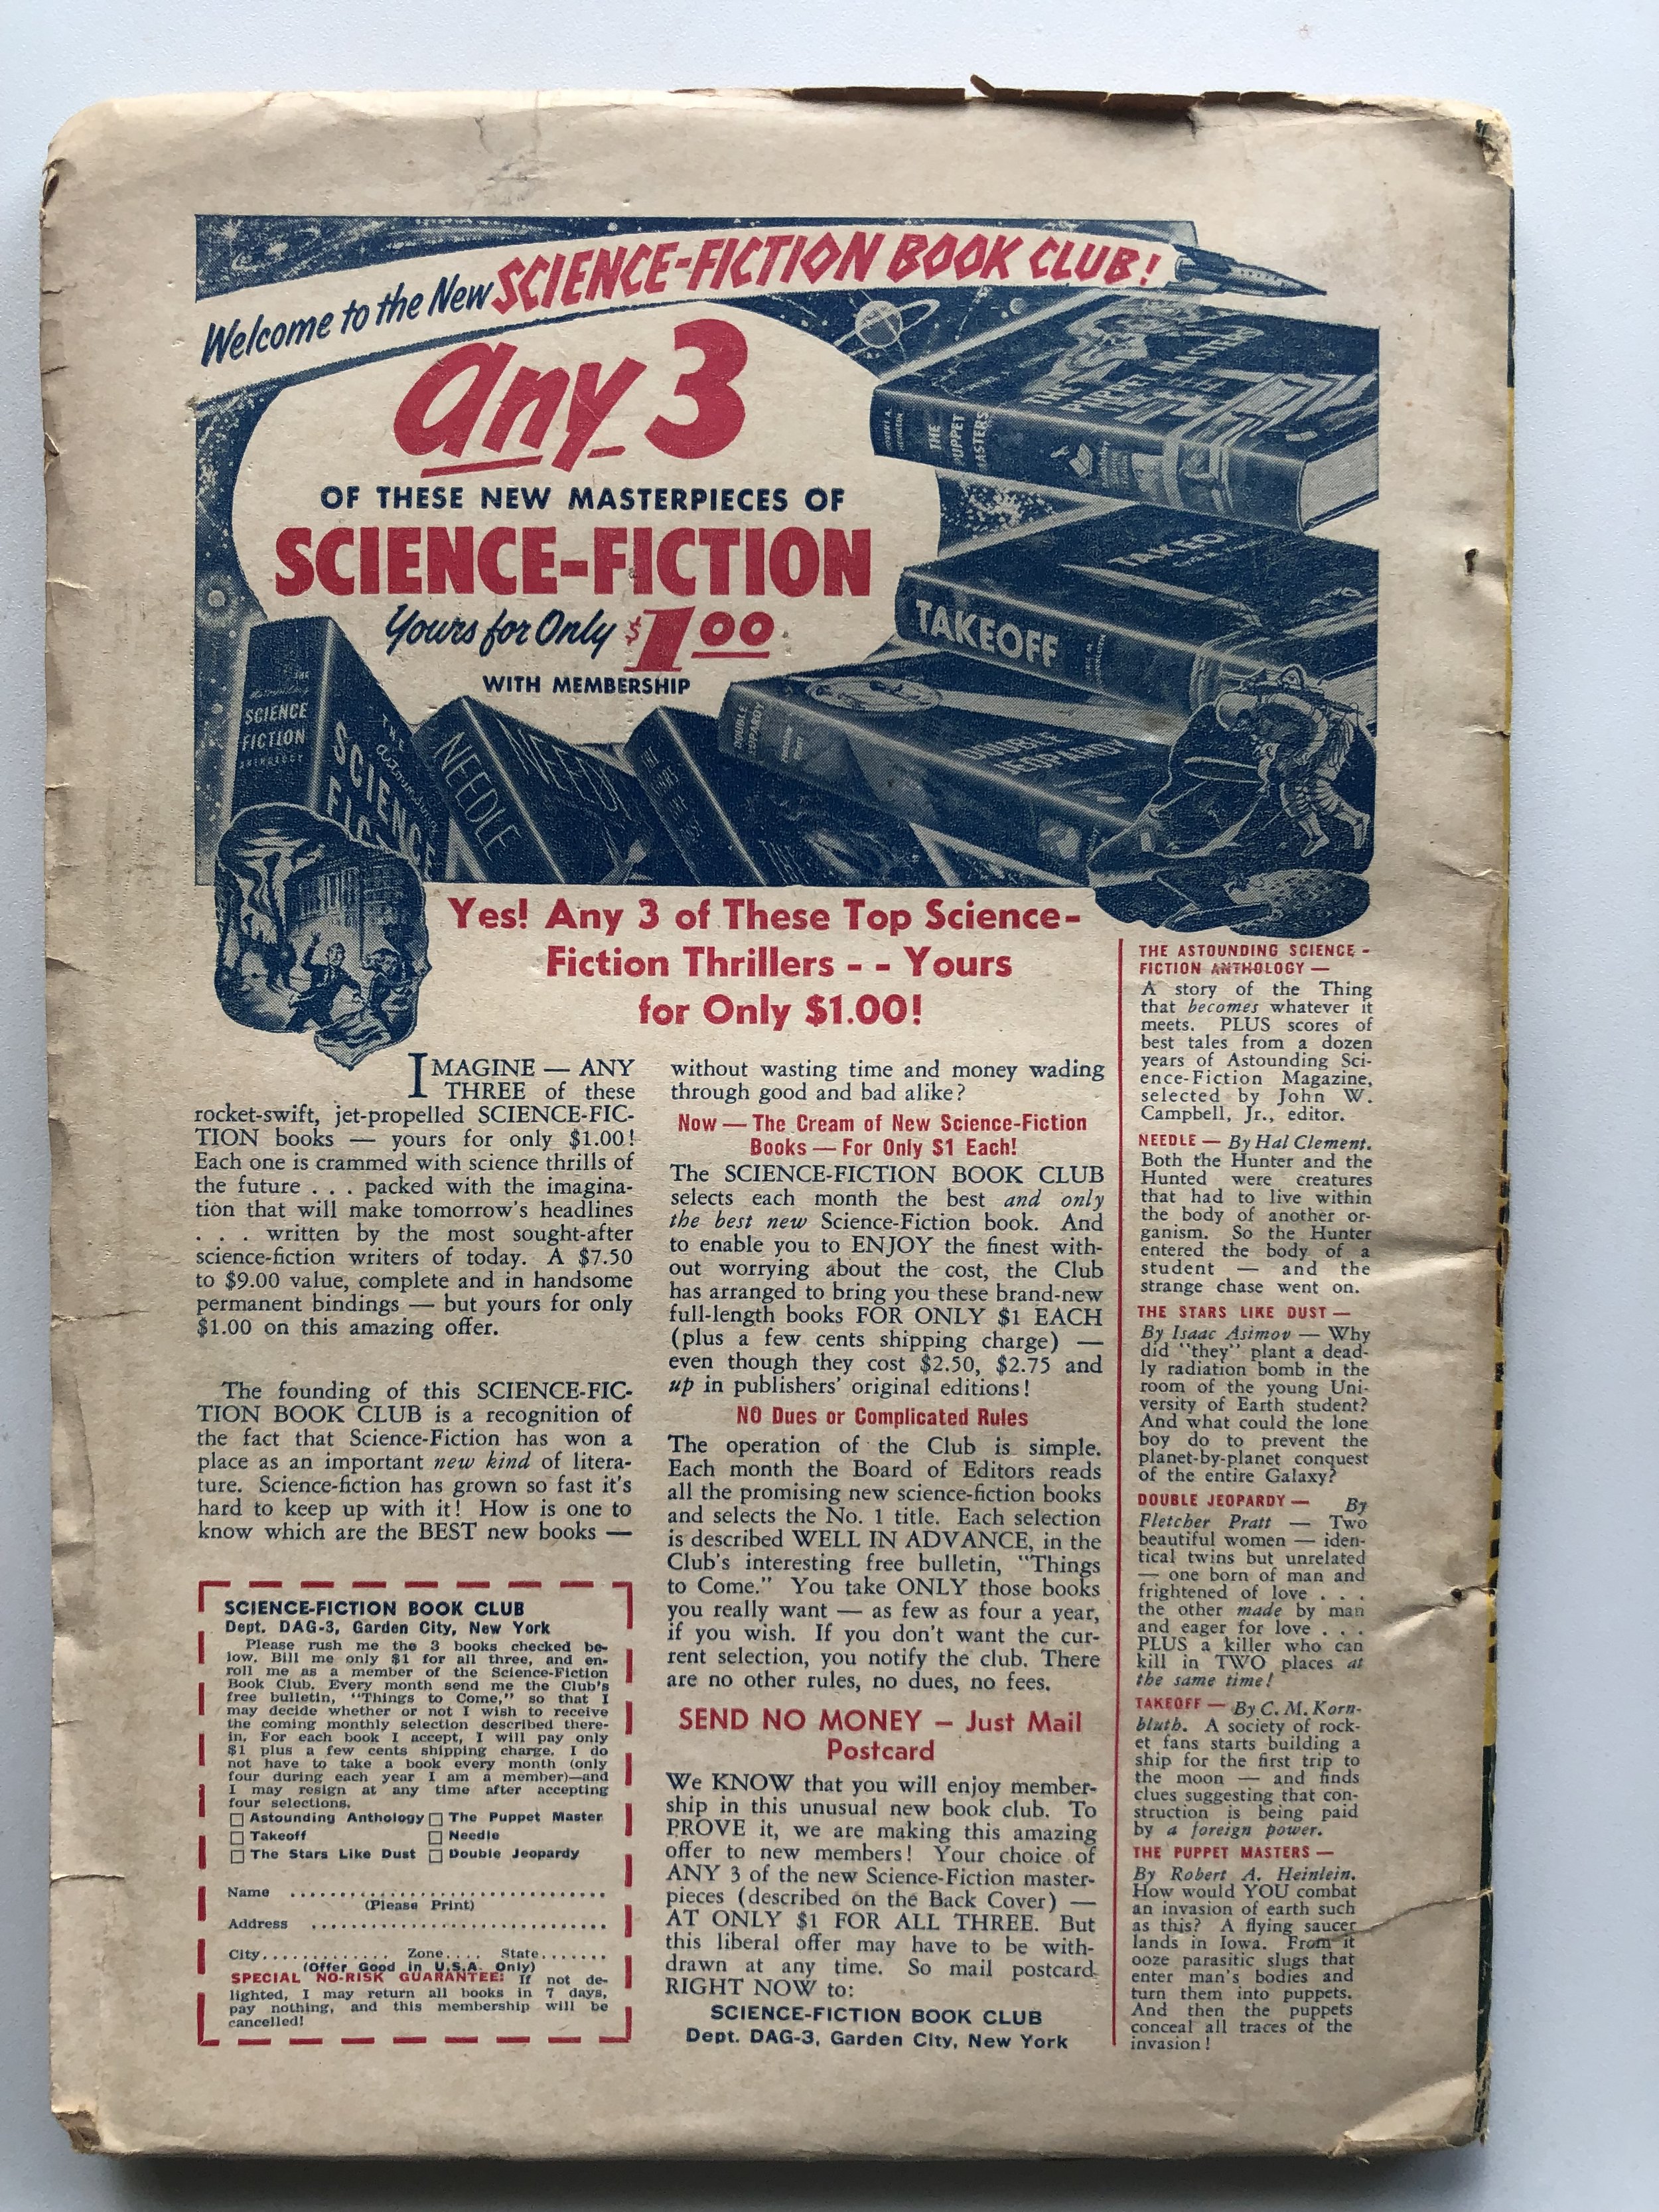 Welcome to the New SCIENCE-FICTION BOOK CLUB!
any 3
OF THESE NEW MASTERPIECES OF
SCIENCE-FICTION
Yours for Only $1.00
WITH MEMBERSHIP
THE PUPPET MASTERS
THE
PUPPET
MASTERS
TAKEOFF
TAKEOFF
DOUBLE
JEOPARDY
DOUBLE
JEOPARDY
THE
SCIENCE
FICTION
ANTHOLOGY
THE
Astounding
SCIENCE
NEEDLE
Yes! Any 3 of These Top Science-
Fiction Thrillers - - Yours
for Only $1.00!
IMAGINE — ANY
THREE of these
rocket-swift, jet-propelled SCIENCE-FIC-
TION books — yours for only $1.00!
Each one is crammed with science thrills of
the future . . . packed with the imagina-
tion that will make tomorrow's headlines
. . . written by the most sought-after
science-fiction writers of today. A $7.50
to $9.00 value, complete and in handsome
permanent bindings — but yours for only
$1.00 on this amazing offer.
The founding of this SCIENCE-FIC-
TION BOOK CLUB is a recognition of
the fact that Science-Fiction has won a
place as an important new kind of litera-
ture. Science-fiction has grown so fast it's
hard to keep up with it! How is one to
know which are the BEST new books —
without wasting time and money wading
through good and bad alike?
Now — The Cream of New Science-Fiction
Books — For Only $1 Each!
The SCIENCE-FICTION BOOK CLUB
selects each month the best and only
the best new Science-Fiction book. And
to enable you to ENJOY the finest with-
out worrying about the cost, the Club
has arranged to bring you these brand-new
full-length books FOR ONLY $1 EACH
(plus a few cents shipping charge) —
even though they cost $2.50, $2.75 and
up in publishers' original editions!
NO Dues or Complicated Rules
The operation of the Club is simple.
Each month the Board of Editors reads
all the promising new science-fiction books
and selects the No. 1 title. Each selection
is described WELL IN ADVANCE, in the
Club's interesting free bulletin, "Things
to Come." You take ONLY those books
you really want — as few as four a year,
if you wish. If you don't want the cur-
rent selection, you notify the club. There
are no other rules, no dues, no fees.
SEND NO MONEY — Just Mail
Postcard
We KNOW that you will enjoy member-
ship in this unusual new book club. To
PROVE it, we are making this amazing
offer to new members! Your choice of
ANY 3 of the new Science-Fiction master-
pieces (described on the Back Cover) —
AT ONLY $1 FOR ALL THREE. But
this liberal offer may have to be with-
drawn at any time. So mail postcard
RIGHT NOW to:
SCIENCE-FICTION BOOK CLUB
Dept. DAG-3, Garden City, New York
SCIENCE-FICTION BOOK CLUB
Dept. DAG-3, Garden City, New York
Please rush me the 3 books checked be-
low. Bill me only $1 for all three, and en-
roll me as a member of the Science-Fiction
Book Club. Every month send me the Club's
free bulletin, "Things to Come," so that I
may decide whether or not I wish to receive
the coming monthly selection described there-
in. For each book I accept, I will pay only
$1 plus a few cents shipping charge. I do
not have to take a book every month (only
four during each year I am a member)—and
I may resign at any time after accepting
four selections.
□ Astounding Anthology □ The Puppet Master
□ Takeoff □ Needle
□ The Stars Like Dust □ Double Jeopardy
Name ................................
(Please Print)
Address ..............................
City............. Zone.... State.......
(Offer Good in U.S.A. Only)
SPECIAL NO-RISK GUARANTEE: If not de-
lighted, I may return all books in 7 days,
pay nothing, and this membership will be
cancelled!
THE ASTOUNDING SCIENCE-
FICTION ANTHOLOGY —
A story of the Thing
that becomes whatever it
meets. PLUS scores of
best tales from a dozen
years of Astounding Sci-
ence-Fiction Magazine,
selected by John W.
Campbell, Jr., editor.
NEEDLE — By Hal Clement.
Both the Hunter and the
Hunted were creatures
that had to live within
the body of another or-
ganism. So the Hunter
entered the body of a
student — and the
strange chase went on.
THE STARS LIKE DUST —
By Isaac Asimov — Why
did "they" plant a dead-
ly radiation bomb in the
room of the young Uni-
versity of Earth student?
And what could the lone
boy do to prevent the
planet-by-planet conquest
of the entire Galaxy?
DOUBLE JEOPARDY — By
Fletcher Pratt — Two
beautiful women — iden-
tical twins but unrelated
— one born of man and
frightened of love . . .
the other made by man
and eager for love . . .
PLUS a killer who can
kill in TWO places at
the same time!
TAKEOFF — By C. M. Korn-
bluth. A society of rock-
et fans starts building a
ship for the first trip to
the moon — and finds
clues suggesting that con-
struction is being paid
by a foreign power.
THE PUPPET MASTERS —
By Robert A. Heinlein.
How would YOU combat
an invasion of earth such
as this? A flying saucer
lands in Iowa. From it
ooze parasitic slugs that
enter man's bodies and
turn them into puppets.
And then the puppets
conceal all traces of the
invasion!